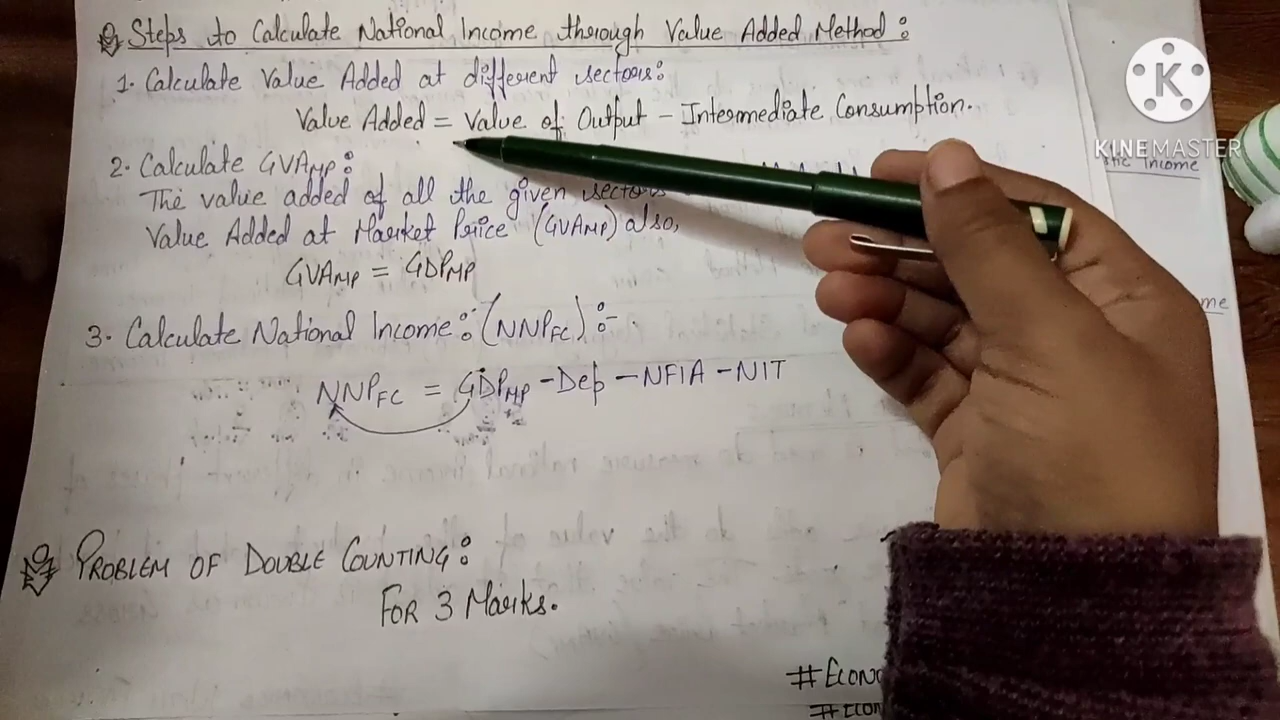 Steps to Calculate National Income through Value Added Method:
1. Calculate Value Added at different sectors:
Value Added = Value of Output - Intermediate Consumption.
2. Calculate GVAMP:
The value added of all the given sectors
Value Added at Market Price (GVAMP) also,
GVAMP = GDPMP
3. Calculate National Income: (NNPFC):-
NNPFC = GDPMP - Dep - NFIA - NIT
PROBLEM OF DOUBLE COUNTING:
FOR 3 Marks.
K
KINEMASTER
Income
#ECONO
#ECON